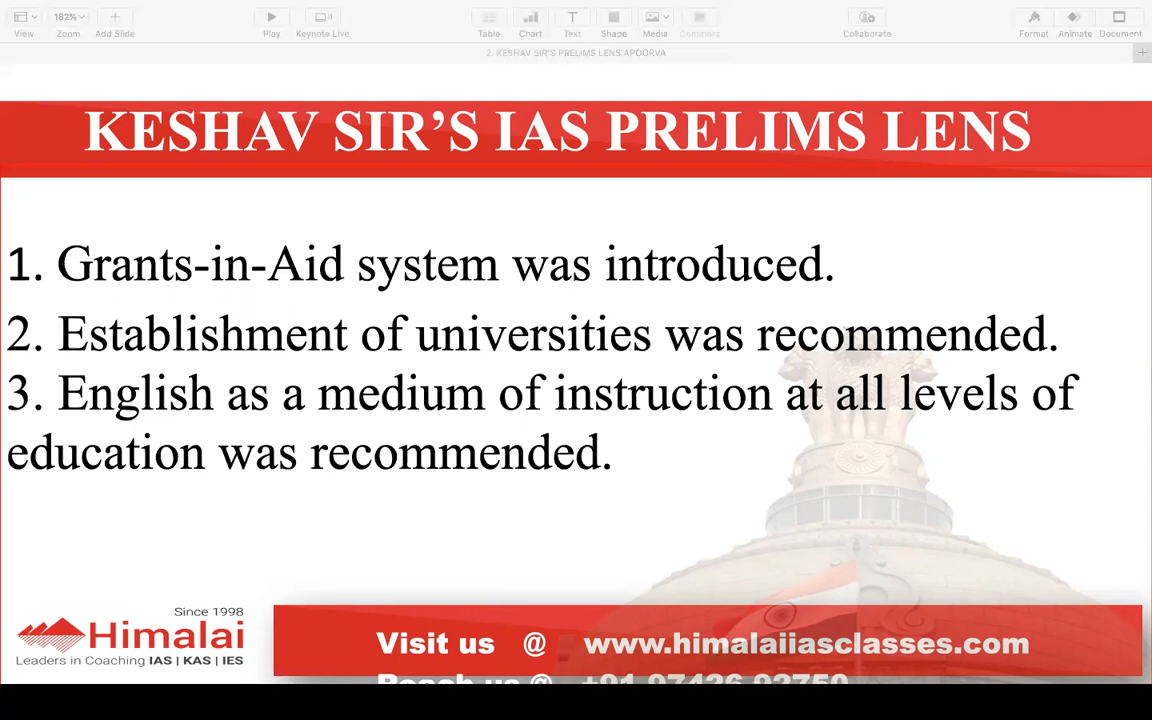 View
182%
Zoom
Add Slide
Play
Keynote Live
Table
Chart
Text
Shape
Media
Comment
Collaborate
Format
Animate
Document
2. KESHAV SIR'S PRELIMS LENS APOORVA
KESHAV SIR’S IAS PRELIMS LENS
1. Grants-in-Aid system was introduced.
2. Establishment of universities was recommended.
3. English as a medium of instruction at all levels of
education was recommended.
Since 1998
Himalai
Leaders in Coaching IAS | KAS | IES
Visit us @ www.himalaiiasclasses.com
Reach us @